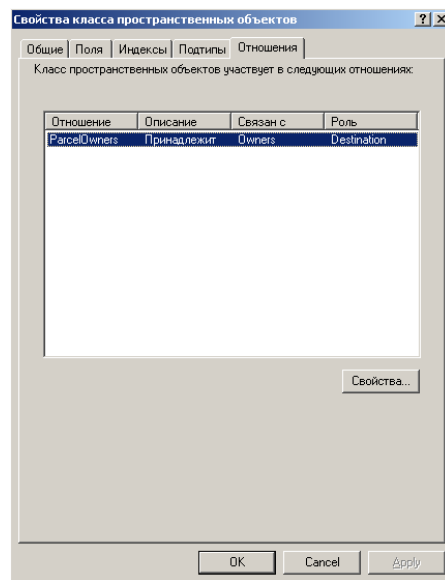 Свойства класса пространственных объектов
Общие Поля Индексы Подтипы Отношения
Класс пространственных объектов участвует в следующих отношениях:
Отношение Описание Связан с Роль
ParcelOwners Принадлежит Owners Destination
Свойства...
OK Cancel Apply